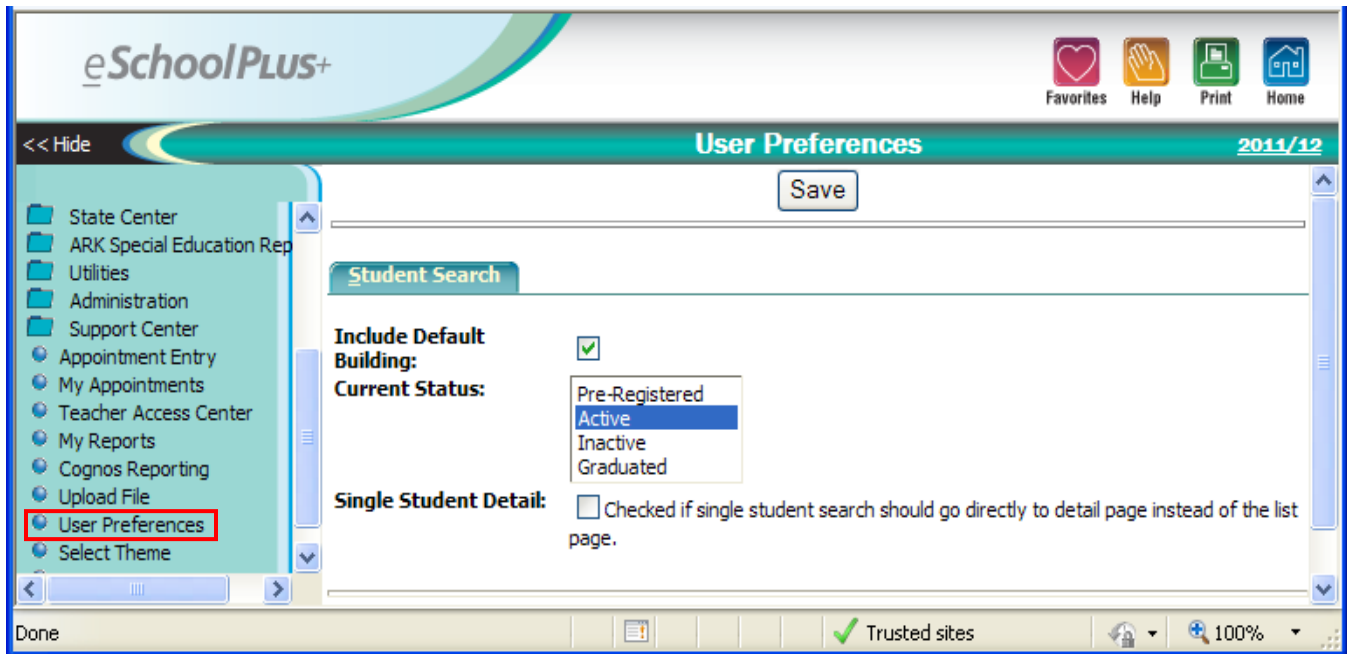 eSchoolPLUS+
Favorites Help Print Home
<< Hide
User Preferences
2011/12
Save
State Center
ARK Special Education Rep
Utilities
Administration
Support Center
Appointment Entry
My Appointments
Teacher Access Center
My Reports
Cognos Reporting
Upload File
User Preferences
Select Theme
Student Search
Include Default
Building:
Current Status:
Pre-Registered
Active
Inactive
Graduated
Single Student Detail:
Checked if single student search should go directly to detail page instead of the list
page.
Done
Trusted sites
100%